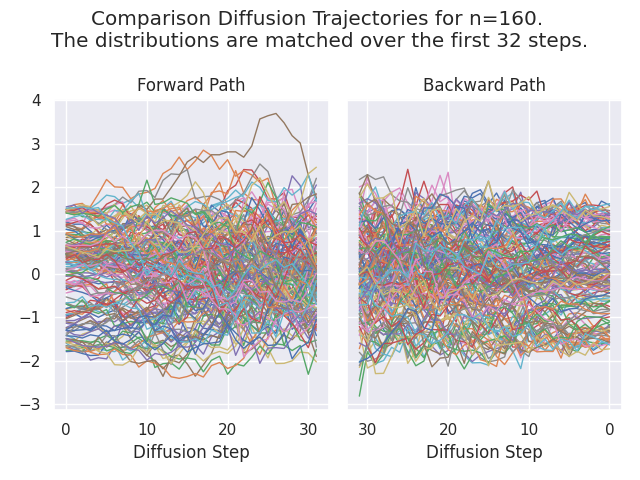 Comparison Diffusion Trajectories for n=160.
The distributions are matched over the first 32 steps.
Forward Path
Backward Path
4
3
2
1
0
−1
−2
−3
0 10 20 30
30 20 10 0
Diffusion Step
Diffusion Step